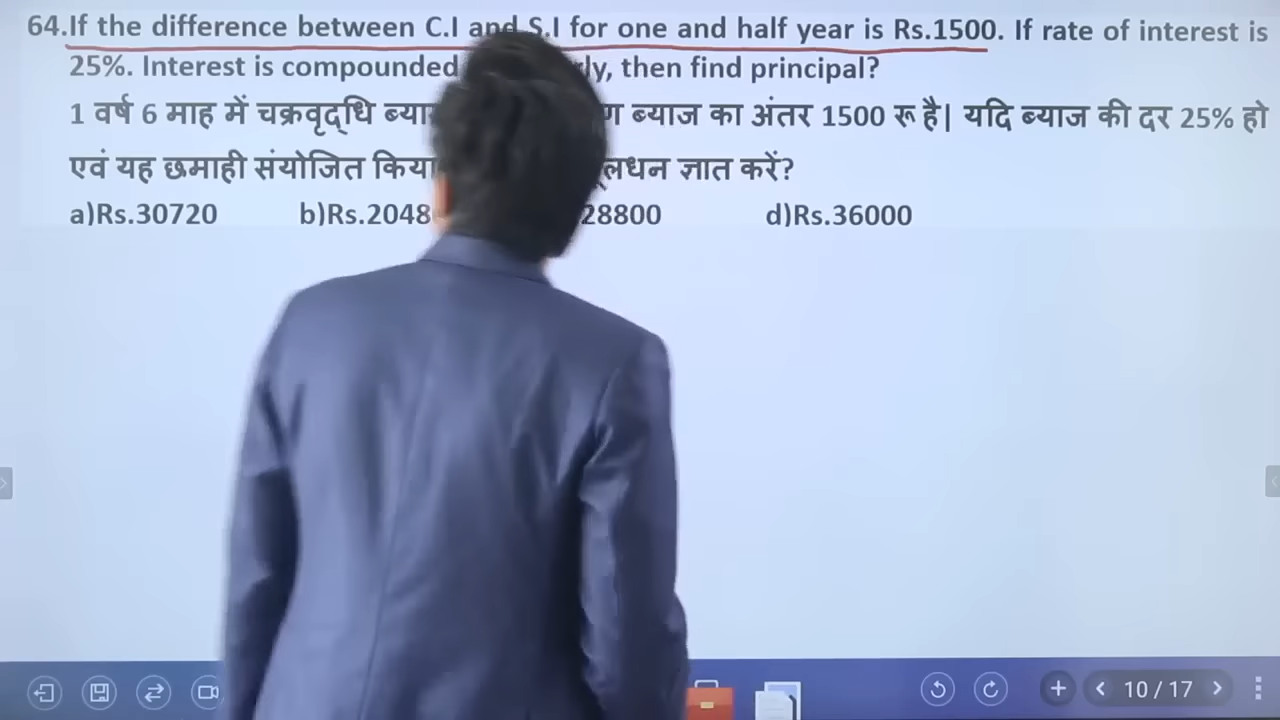 64.If the difference between C.I and S.I for one and half year is Rs.1500. If rate of interest is
25%. Interest is compounded ly, then find principal?
1 वर्ष 6 माह में चक्रवृद्धि ब्याज का अंतर 1500 रू है| यदि ब्याज की दर 25% हो
एवं यह छमाही संयोजित ज्ञात करें?
a)Rs.30720 b)Rs.2048 28800 d)Rs.36000
10 / 17